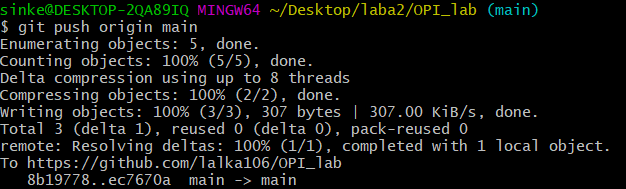 sinke@DESKTOP-2QA89IQ MINGW64 ~/Desktop/laba2/OPI_lab (main)
$ git push origin main
Enumerating objects: 5, done.
Counting objects: 100% (5/5), done.
Delta compression using up to 8 threads
Compressing objects: 100% (2/2), done.
Writing objects: 100% (3/3), 307 bytes | 307.00 KiB/s, done.
Total 3 (delta 1), reused 0 (delta 0), pack-reused 0
remote: Resolving deltas: 100% (1/1), completed with 1 local object.
To https://github.com/lalka106/OPI_lab
   8b19778..ec7670a  main -> main